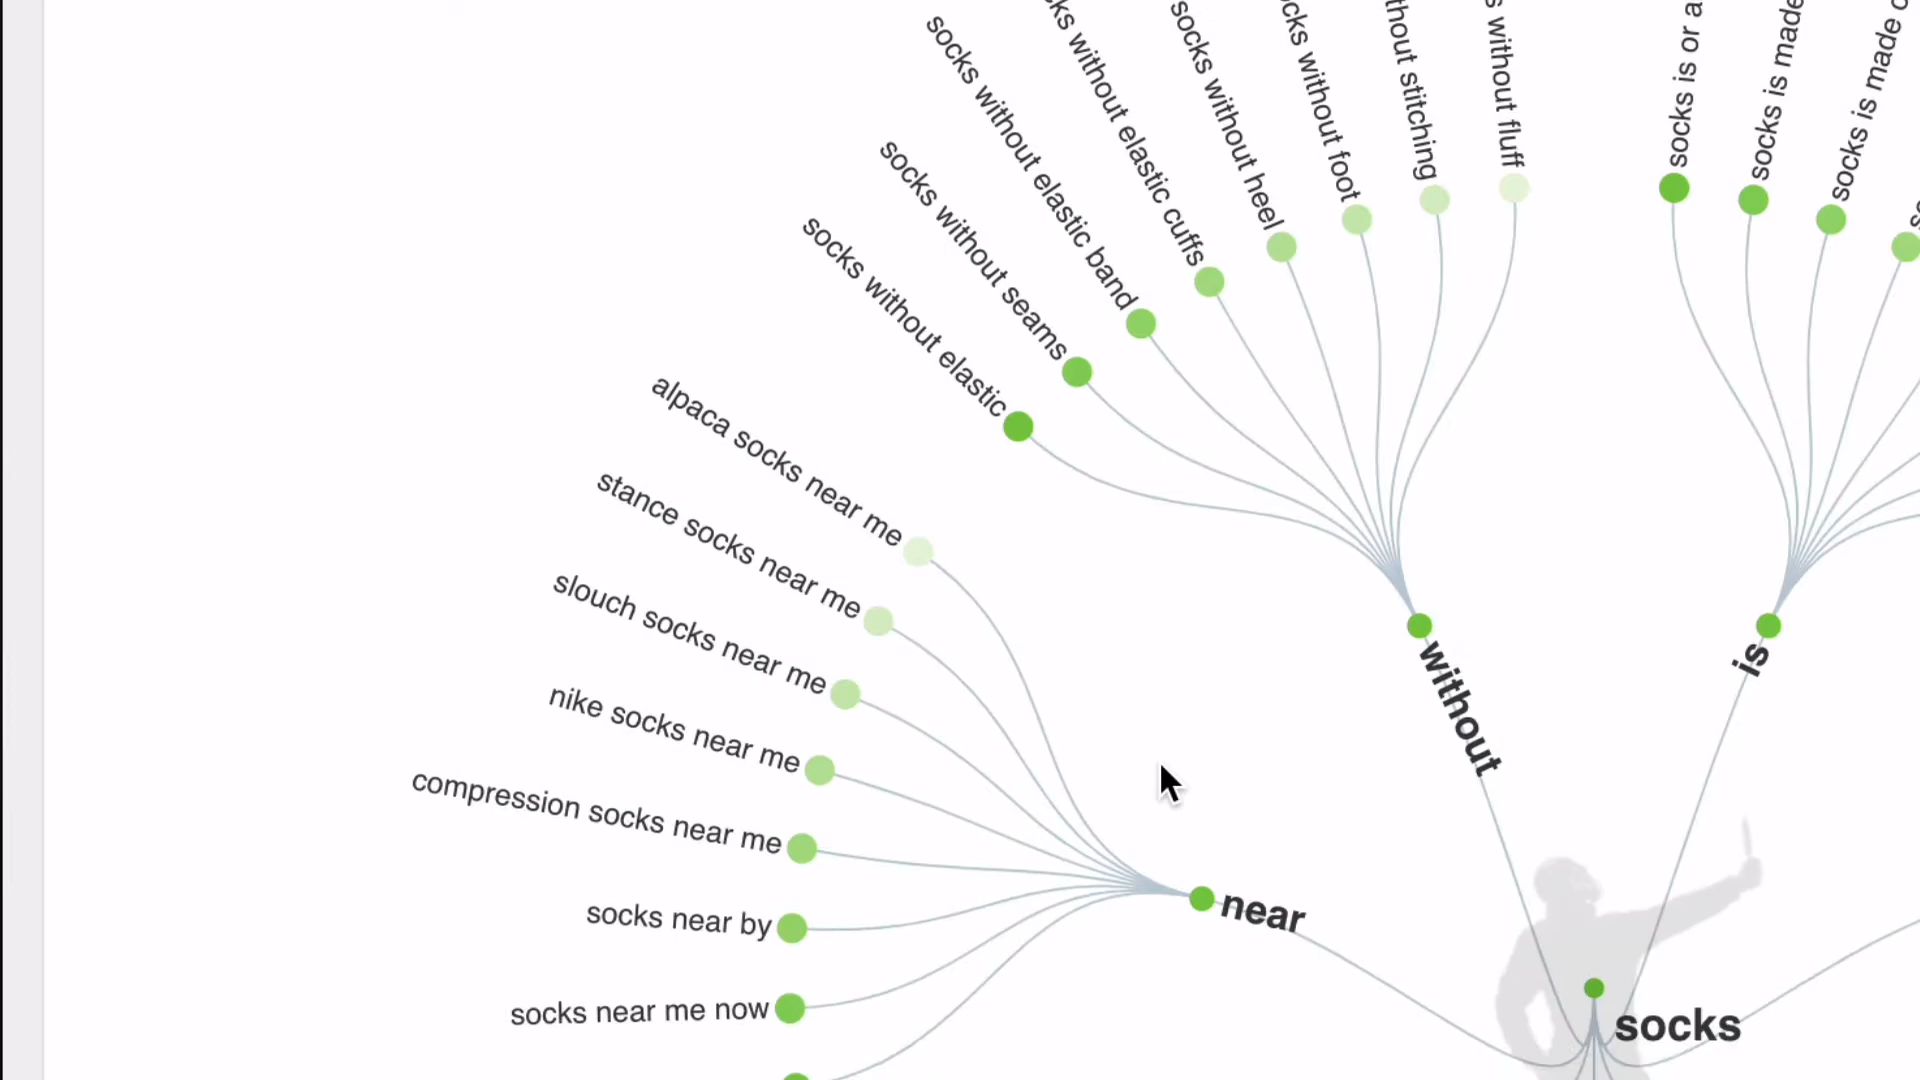 socks without elastic
socks without seams
socks without elastic band
without elastic cuffs
socks without heel
without foot
stitching
without fluff
socks is or a
socks is made
socks is made
alpaca socks near me
stance socks near me
slouch socks near me
nike socks near me
compression socks near me
socks near by
socks near me now
without
is
near
socks